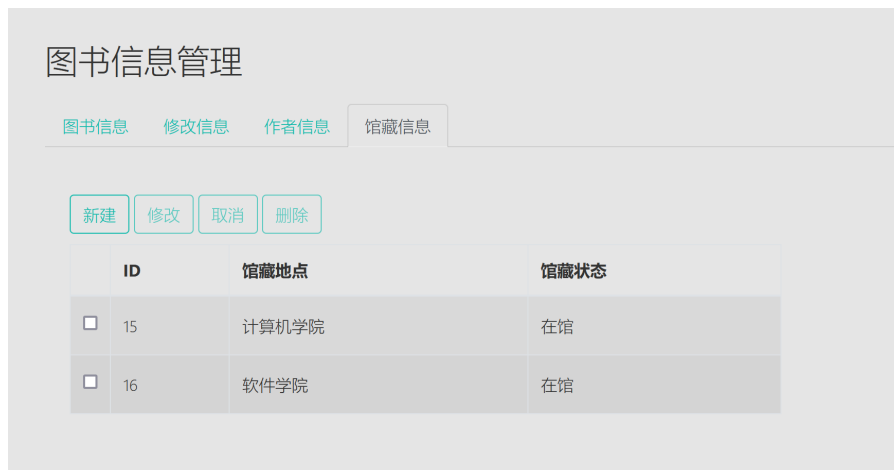 图书信息管理
图书信息 修改信息 作者信息 馆藏信息
新建 修改 取消 删除
ID 馆藏地点 馆藏状态
15 计算机学院 在馆
16 软件学院 在馆